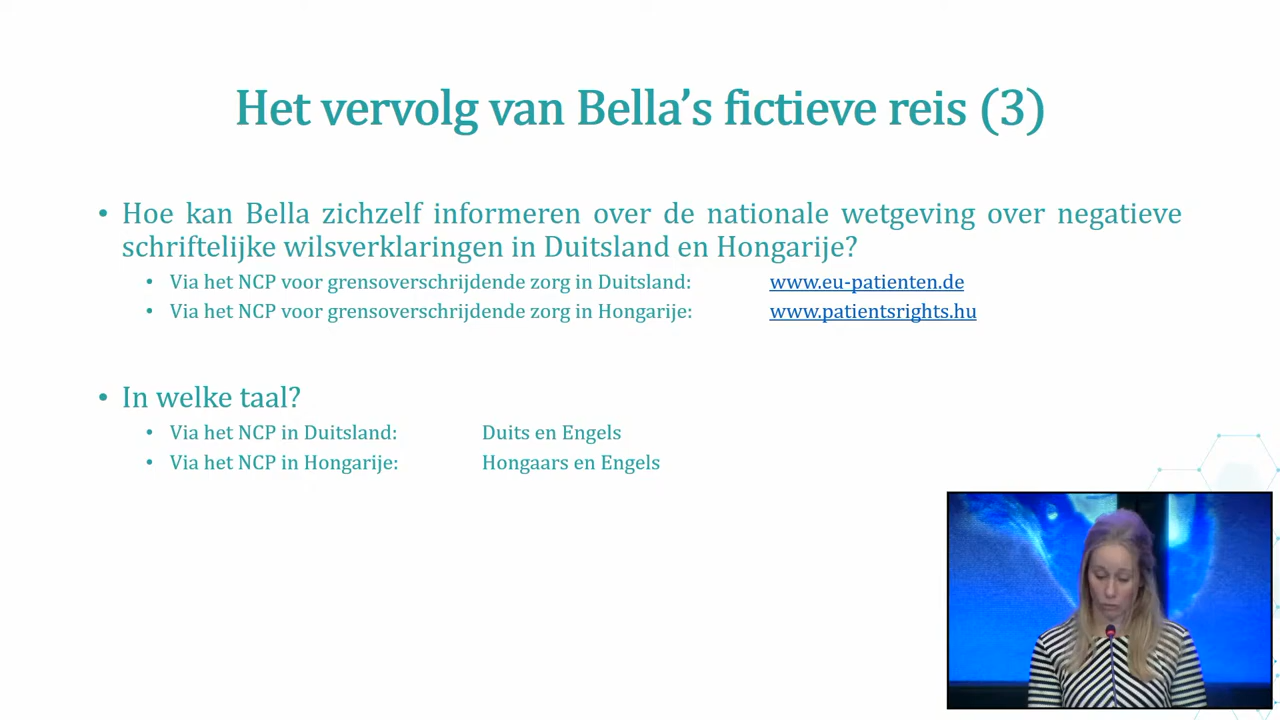 Het vervolg van Bella's fictieve reis (3)
• Hoe kan Bella zichzelf informeren over de nationale wetgeving over negatieve
schriftelijke wilsverklaringen in Duitsland en Hongarije?
• Via het NCP voor grensoverschrijdende zorg in Duitsland: www.eu-patienten.de
• Via het NCP voor grensoverschrijdende zorg in Hongarije: www.patientsrights.hu
• In welke taal?
• Via het NCP in Duitsland: Duits en Engels
• Via het NCP in Hongarije: Hongaars en Engels